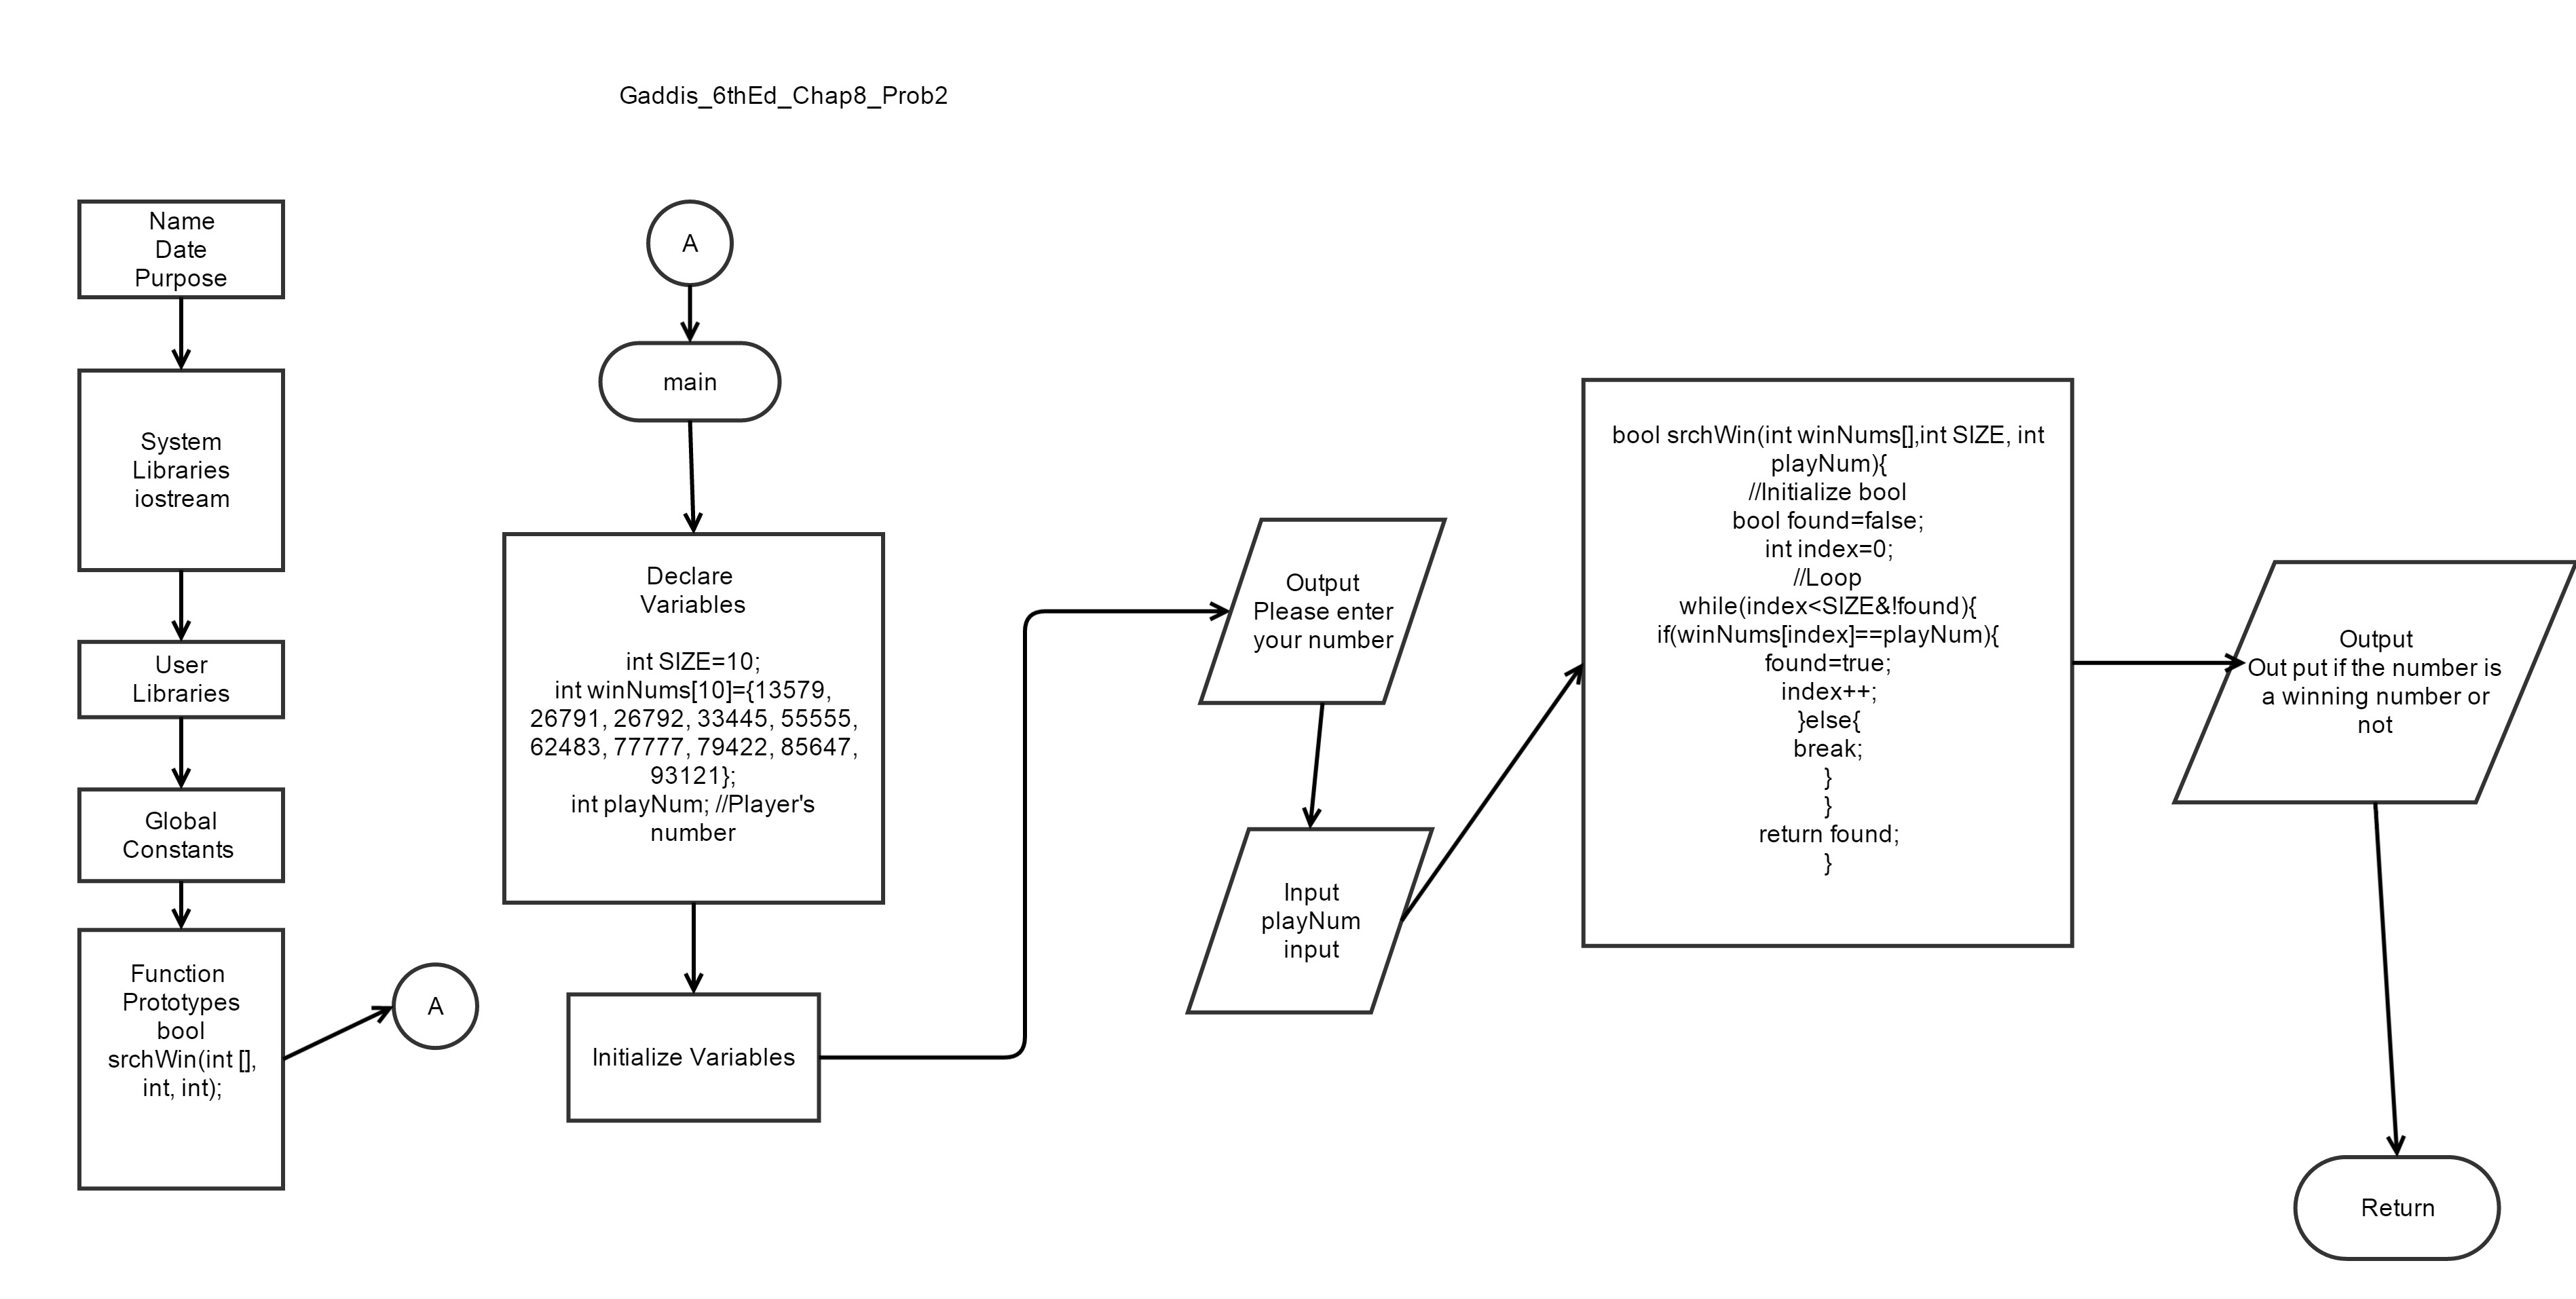 Gaddis_6thEd_Chap8_Prob2
Name
Date
Purpose
System
Libraries
iostream
User
Libraries
Global
Constants
Function
Prototypes
bool
srchWin(int [],
int, int);
A
A
main
Declare
Variables
int SIZE=10;
int winNums[10]={13579,
26791, 26792, 33445, 55555,
62483, 77777, 79422, 85647,
93121};
int playNum; //Player's
number
Initialize Variables
Output
Please enter
your number
Input
playNum
input
bool srchWin(int winNums[],int SIZE, int
playNum){
//Initialize bool
bool found=false;
int index=0;
//Loop
while(index<SIZE&!found){
if(winNums[index]==playNum){
found=true;
index++;
}else{
break;
}
}
return found;
}
Output
Out put if the number is
a winning number or
not
Return